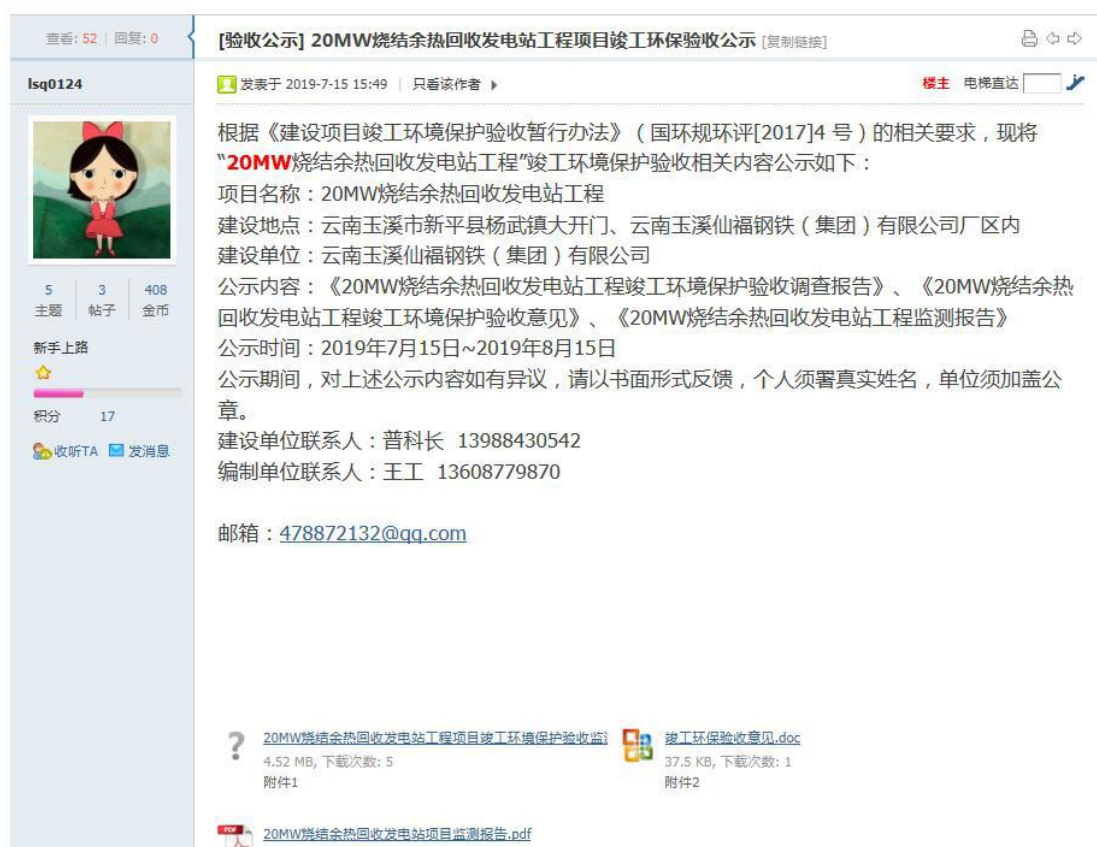 查看: 52 | 回复: 0
[验收公示] 20MW烧结余热回收发电站工程项目竣工环保验收公示 [复制链接]
lsq0124
发表于 2019-7-15 15:49 | 只看该作者
楼主 电梯直达
根据《建设项目竣工环境保护验收暂行办法》（国环规环评[2017]4 号）的相关要求，现将
“20MW烧结余热回收发电站工程”竣工环境保护验收相关内容公示如下：
项目名称：20MW烧结余热回收发电站工程
建设地点：云南玉溪市新平县杨武镇大开门、云南玉溪仙福钢铁（集团）有限公司厂区内
建设单位：云南玉溪仙福钢铁（集团）有限公司
公示内容：《20MW烧结余热回收发电站工程竣工环境保护验收调查报告》、《20MW烧结余热
回收发电站工程竣工环境保护验收意见》、《20MW烧结余热回收发电站工程监测报告》
公示时间：2019年7月15日~2019年8月15日
公示期间，对上述公示内容如有异议，请以书面形式反馈，个人须署真实姓名，单位须加盖公
章。
建设单位联系人：普科长 13988430542
编制单位联系人：王工 13608779870
邮箱：478872132@qq.com
5 3 408
主题 帖子 金币
新手上路
积分 17
收听TA 发消息
20MW烧结余热回收发电站工程项目竣工环境保护验收监
4.52 MB, 下载次数: 5
附件1
竣工环保验收意见.doc
37.5 KB, 下载次数: 1
附件2
20MW烧结余热回收发电站项目监测报告.pdf